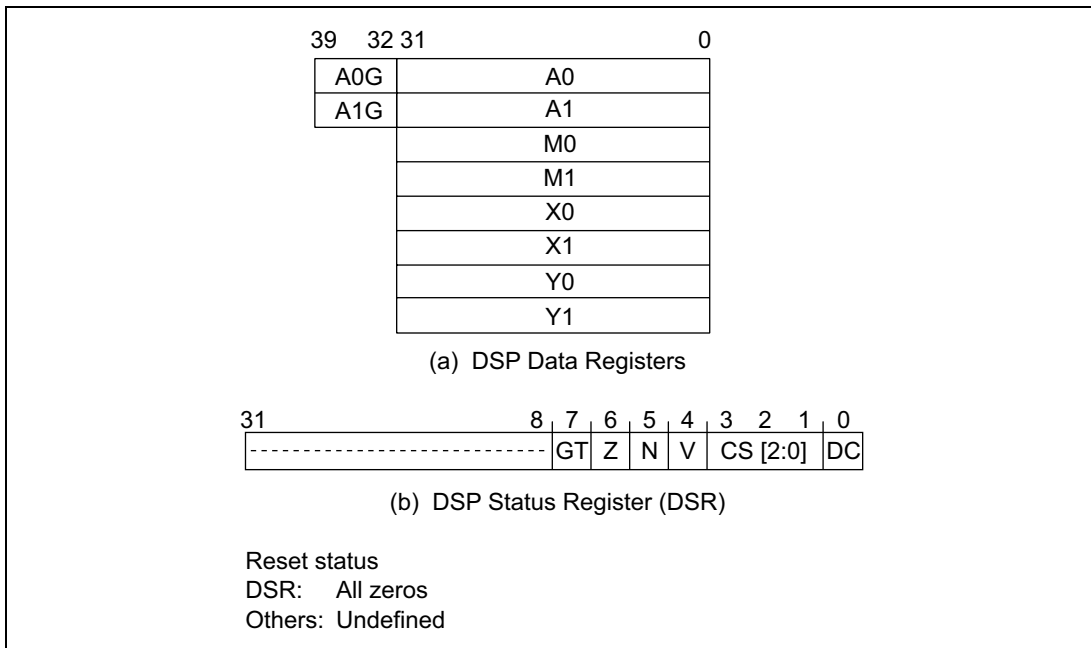 39 32 31 0
A0G A0
A1G A1
M0
M1
X0
X1
Y0
Y1
(a) DSP Data Registers
31 8 7 6 5 4 3 2 1 0
GT Z N V CS [2:0] DC
(b) DSP Status Register (DSR)
Reset status
DSR: All zeros
Others: Undefined